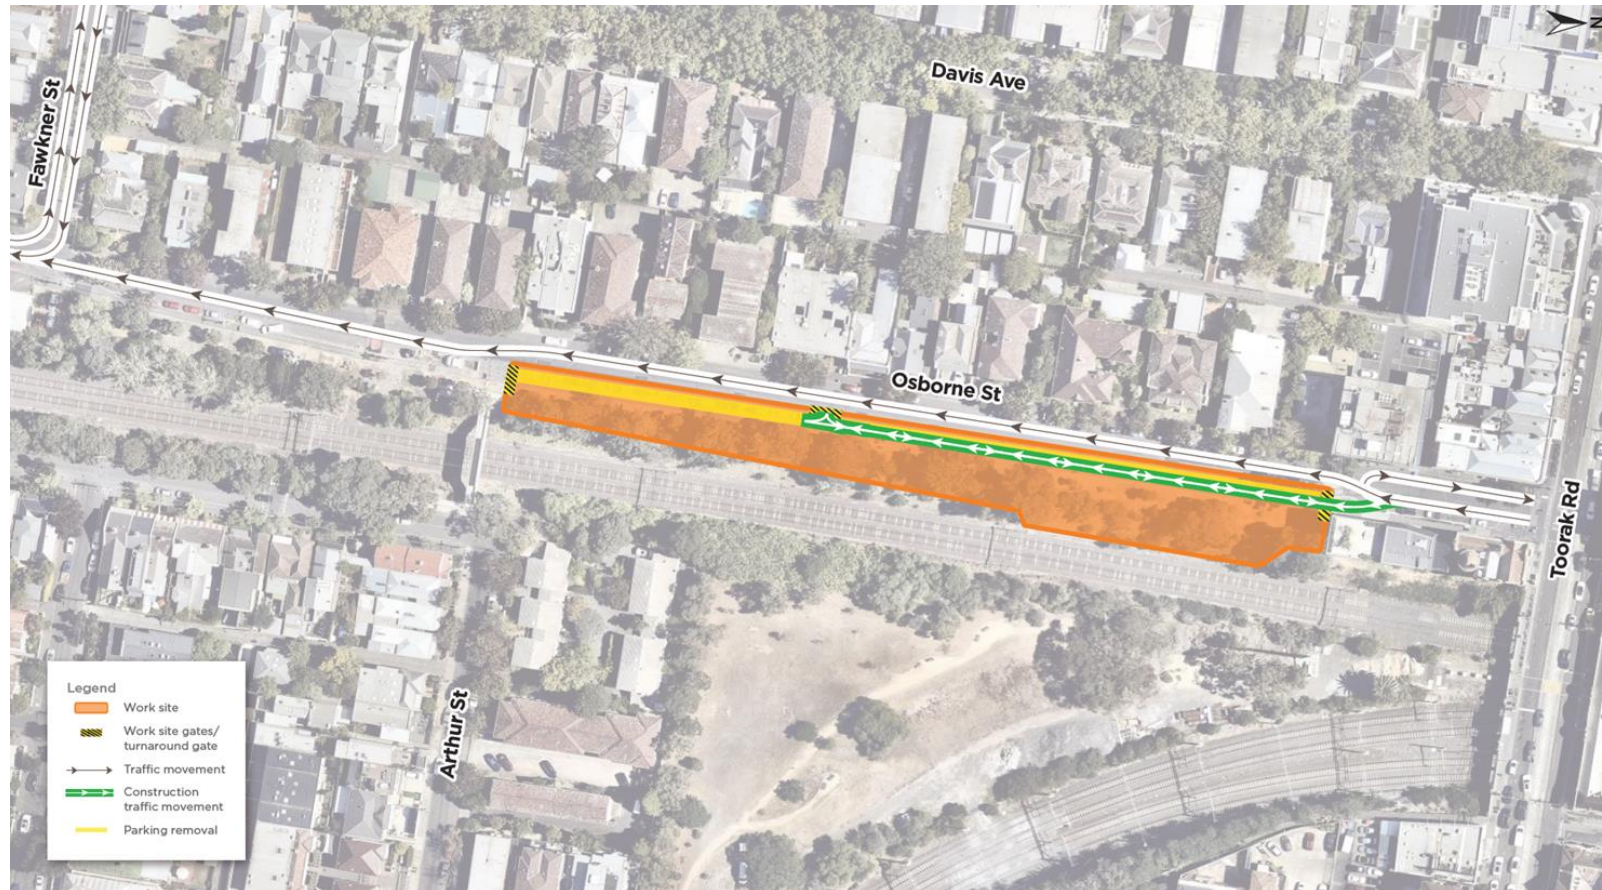 N
Davis Ave
Fawkner St
Osborne St
Toorak Rd
Arthur St
Legend
Work site
Work site gates/
turnaround gate
Traffic movement
Construction
traffic movement
Parking removal